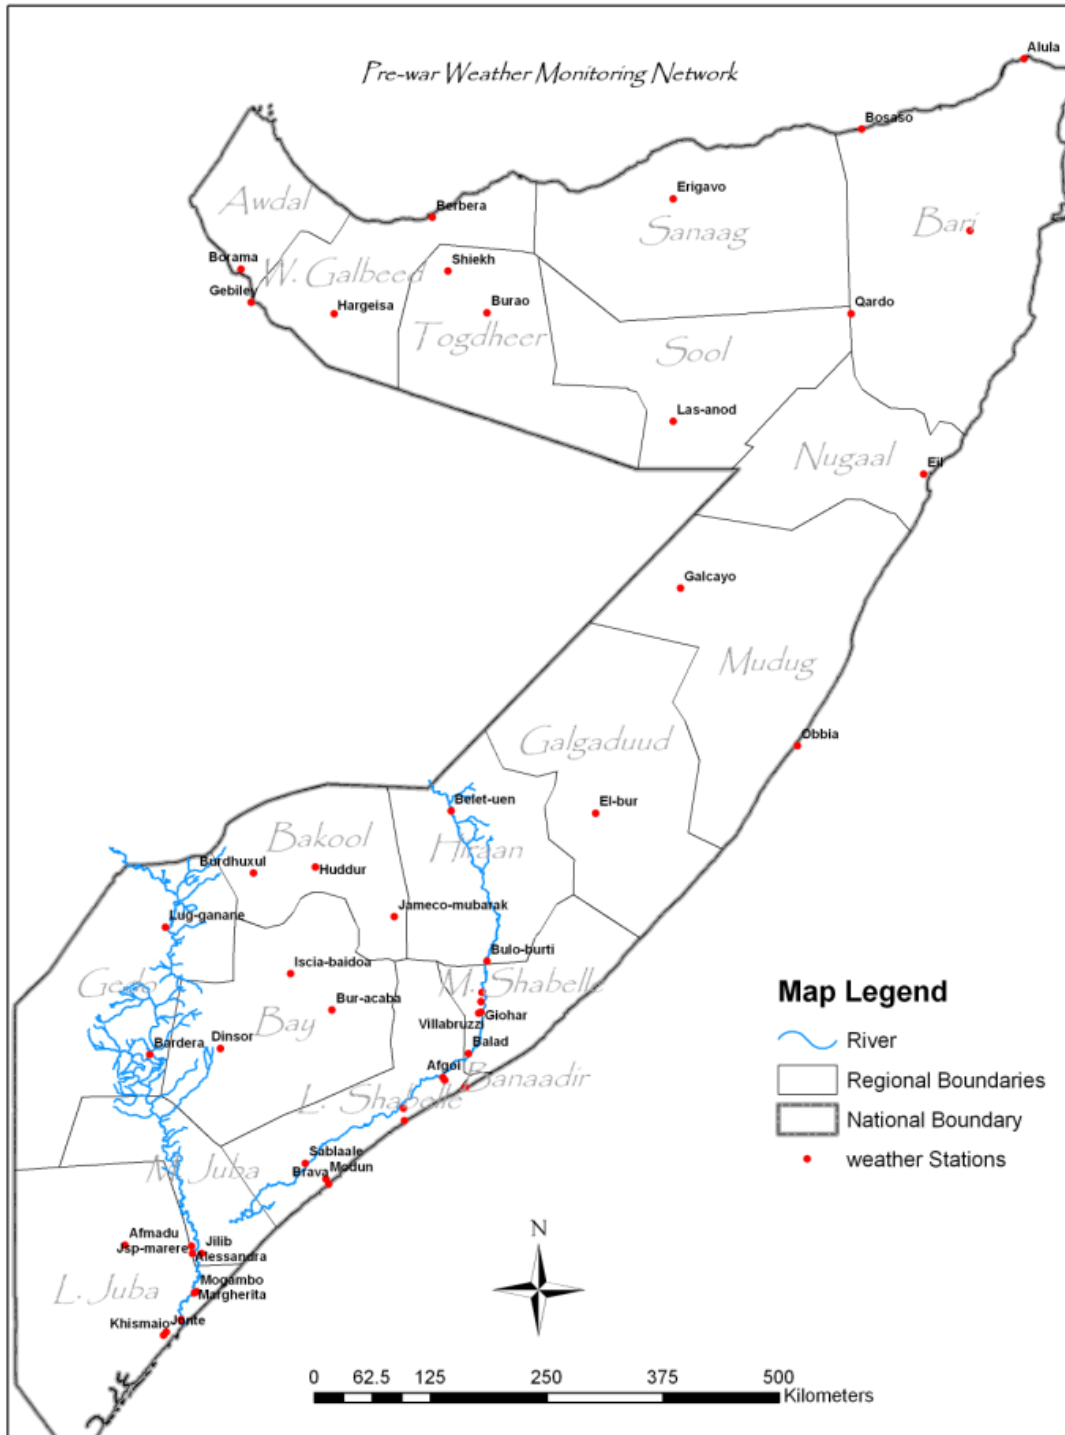 Pre-war Weather Monitoring Network
Alula
Bosaso
Erigavo
Awdal
Sanaag
Bari
Berbera
Borama
W. Galbeed
Shiekh
Gebiley
Hargeisa
Burao
Qardo
Togdheer
Sool
Las-anod
Nugaal
Eil
Galcayo
Mudug
Galgaduud
Obbia
Belet-uen
El-bur
Bakool
Hiraan
Burdhuxul
Huddur
Lug-ganane
Jameco-mubarak
Bulo-burti
Iscia-baidoa
Gedo
M. Shabelle
Bur-acaba
Bay
Villabruzzi
Giohar
Bardera
Dinsor
Balad
Afgoi
Banaadir
L. Shabelle
Sablaale
M. Juba
Brava
Modun
Afmadu
Jilib
Jsp-marere
Alessandra
L. Juba
Mogambo
Margherita
Khismaio
Jonte
Map Legend
River
Regional Boundaries
National Boundary
weather Stations
N
0 62.5 125 250 375 500
Kilometers